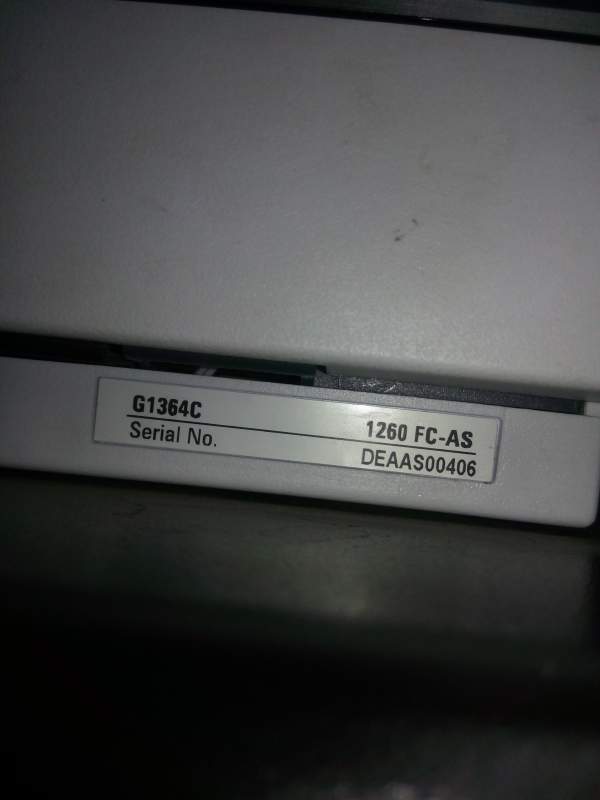 G1364C 1260 FC-AS
Serial No. DEAAS00406